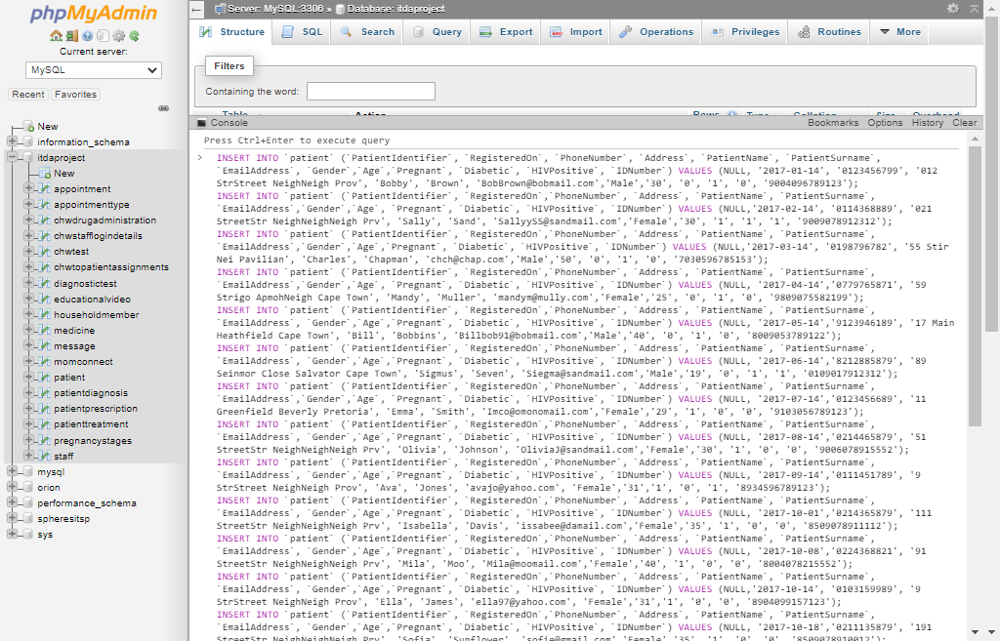 phpMyAdmin
Current server:
MySQL
Recent Favorites
New
information_schema
itdaproject
New
appointment
appointmenttype
chwdrugadministration
chwstafflogindetails
chwtest
chwtopatientassignments
diagnostictest
educationalvideo
householdmember
medicine
message
momconnect
patient
patientdiagnosis
patientprescription
patienttreatment
pregnancystages
staff
mysql
orion
performance_schema
spheresitsp
sys
Server: MySQL:3306 » Database: itdaproject
Structure SQL Search Query Export Import Operations Privileges Routines More
Filters
Containing the word:
Table Action Rows Type Collation Size Overhead
Console Bookmarks Options History Clear
Press Ctrl+Enter to execute query
> INSERT INTO `patient` (`PatientIdentifier`, `RegisteredOn`, `PhoneNumber`, `Address`, `PatientName`, `PatientSurname`,
`EmailAddress`, `Gender`,`Age`,`Pregnant`, `Diabetic`, `HIVPositive`, `IDNumber`) VALUES (NULL, '2017-01-14', '0123456799', '012
StrStreet NeighNeigh Prov', 'Bobby', 'Brown', 'BobBrown@bobmail.com','Male','30', '0', '1', '0', '9004096789123');
INSERT INTO `patient` (`PatientIdentifier`, `RegisteredOn`,`PhoneNumber`, `Address`, `PatientName`, `PatientSurname`,
`EmailAddress`,`Gender`,`Age`, `Pregnant`, `Diabetic`, `HIVPositive`, `IDNumber`) VALUES (NULL,'2017-02-14', '0114368889', '021
StreetStr NeighNeigh Prv', 'Sally', 'Sand', 'SallyySS@sandmail.com','Female','30', '1', '1', '1', '9009078912312');
INSERT INTO `patient` (`PatientIdentifier`, `RegisteredOn`,`PhoneNumber`, `Address`, `PatientName`, `PatientSurname`,
`EmailAddress`, `Gender`,`Age`,`Pregnant`, `Diabetic`, `HIVPositive`, `IDNumber`) VALUES (NULL,'2017-03-14', '0198796782', '55 Stir
Nei Pavilian', 'Charles', 'Chapman', 'chch@chap.com','Male','50', '0', '1', '0', '7030596785153');
INSERT INTO `patient` (`PatientIdentifier`, `RegisteredOn`,`PhoneNumber`, `Address`, `PatientName`, `PatientSurname`,
`EmailAddress`,`Gender`,`Age`, `Pregnant`, `Diabetic`, `HIVPositive`, `IDNumber`) VALUES (NULL, '2017-04-14','0779765871', '59
Strigo ApmohNeigh Cape Town', 'Mandy', 'Muller', 'mandym@mully.com','Female','25', '0', '1', '0', '9809075582199');
INSERT INTO `patient` (`PatientIdentifier`, `RegisteredOn`,`PhoneNumber`, `Address`, `PatientName`, `PatientSurname`,
`EmailAddress`, `Gender`,`Age`,`Pregnant`, `Diabetic`, `HIVPositive`, `IDNumber`) VALUES (NULL, '2017-05-14','9123946189', '17 Main
Heathfield Cape Town', 'Bill', 'Bobbins', 'Billbob91@bobmail.com','Male','40', '0', '1', '0', '8009053789122');
INSERT INTO `patient` (`PatientIdentifier`, `RegisteredOn`,`PhoneNumber`, `Address`, `PatientName`, `PatientSurname`,
`EmailAddress`, `Gender`,`Age`,`Pregnant`, `Diabetic`, `HIVPositive`, `IDNumber`) VALUES (NULL, '2017-06-14','8212885879', '89
Seinmor Close Salvator Cape Town', 'Sigmus', 'Seven', 'Siegma@sandmail.com','Male','19', '0', '1', '1', '0109017912312');
INSERT INTO `patient` (`PatientIdentifier`, `RegisteredOn`,`PhoneNumber`, `Address`, `PatientName`, `PatientSurname`,
`EmailAddress`,`Gender`,`Age`, `Pregnant`, `Diabetic`, `HIVPositive`, `IDNumber`) VALUES (NULL, '2017-07-14','0123456689', '11
Greenfield Beverly Pretoria', 'Emma', 'Smith', 'Imco@omonomail.com','Female','29', '1', '0', '0', '9103056789123');
INSERT INTO `patient` (`PatientIdentifier`, `RegisteredOn`,`PhoneNumber`, `Address`, `PatientName`, `PatientSurname`,
`EmailAddress`, `Gender`,`Age`,`Pregnant`, `Diabetic`, `HIVPositive`, `IDNumber`) VALUES (NULL, '2017-08-14','0214465879', '51
StreetStr NeighNeigh Prv', 'Olivia', 'Johnson', 'OliviaJ@sandmail.com','Female','30', '1', '0', '0', '9006078915552');
INSERT INTO `patient` (`PatientIdentifier`, `RegisteredOn`,`PhoneNumber`, `Address`, `PatientName`, `PatientSurname`,
`EmailAddress`, `Gender`,`Age`,`Pregnant`, `Diabetic`, `HIVPositive`, `IDNumber`) VALUES (NULL, '2017-09-14','0111451789', '9
StrStreet NeighNeigh Prov', 'Ava', 'Jones', 'avajo@yahoo.com', 'Female','31','1', '0', '1', '8934596789123');
INSERT INTO `patient` (`PatientIdentifier`, `RegisteredOn`,`PhoneNumber`, `Address`, `PatientName`, `PatientSurname`,
`EmailAddress`, `Gender`,`Age`,`Pregnant`, `Diabetic`, `HIVPositive`, `IDNumber`) VALUES (NULL, '2017-10-01','0214365879', '111
StreetStr NeighNeigh Prv', 'Isabella', 'Davis', 'issabee@damail.com','Female','35', '1', '0', '0', '8509078911112');
INSERT INTO `patient` (`PatientIdentifier`, `RegisteredOn`,`PhoneNumber`, `Address`, `PatientName`, `PatientSurname`,
`EmailAddress`, `Gender`,`Age`,`Pregnant`, `Diabetic`, `HIVPositive`, `IDNumber`) VALUES (NULL, '2017-10-08','0224368821', '91
StreetStr NeighNeighNeigh Prv', 'Mila', 'Moo', 'Mila@moomail.com','Female','40', '1', '0', '0', '8004078215552');
INSERT INTO `patient` (`PatientIdentifier`, `RegisteredOn`,`PhoneNumber`, `Address`, `PatientName`, `PatientSurname`,
`EmailAddress`, `Gender`,`Age`,`Pregnant`, `Diabetic`, `HIVPositive`, `IDNumber`) VALUES (NULL,'2017-10-14', '0103159989', '9
StrStreet NeighNeighNeigh Prov', 'Ella', 'James', 'ella97@yahoo.com', 'Female','31','1', '0', '0', '8904099157123');
INSERT INTO `patient` (`PatientIdentifier`, `RegisteredOn`,`PhoneNumber`, `Address`, `PatientName`, `PatientSurname`,
`EmailAddress`, `Gender`,`Age`,`Pregnant`, `Diabetic`, `HIVPositive`, `IDNumber`) VALUES (NULL, '2017-10-18','0211135879', '191
StreetStr NeighNeigh Prv', 'Sofia', 'Sunflower', 'sofie@gmail.com','Female','35', '1', '0', '0', '8509078910012');